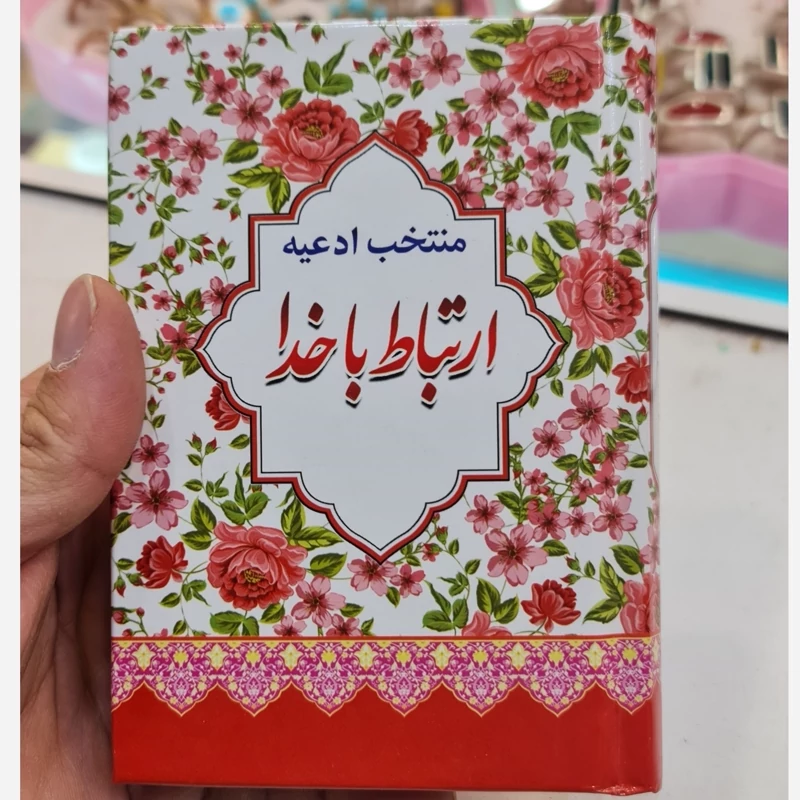 منتخب ادعیه
ارتباط با خدا